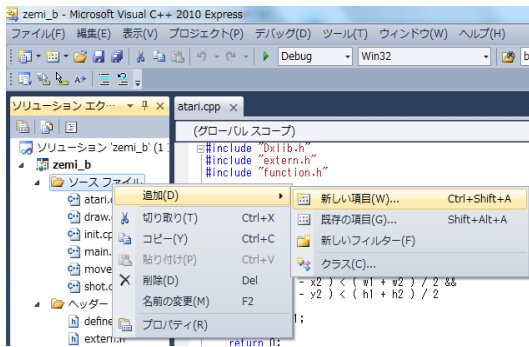 zemi_b - Microsoft Visual C++ 2010 Express
ファイル(F) 編集(E) 表示(V) プロジェクト(P) デバッグ(D) ツール(T) ウィンドウ(W) ヘルプ(H)
Debug Win32 b
ソリューション エク… atari.cpp
(グローバル スコープ)
ソリューション 'zemi_b' (1
zemi_b
ソース ファイル
#include "Dxlib.h"
#include "extern.h"
#include "function.h"
atari.
draw.
init.cp
main.
move
shot.c
ヘッダー
define
extern.h
追加(D)
切り取り(T) Ctrl+X
コピー(Y) Ctrl+C
貼り付け(P) Ctrl+V
削除(D) Del
名前の変更(M) F2
プロパティ(R)
新しい項目(W)... Ctrl+Shift+A
既存の項目(G)... Shift+Alt+A
新しいフィルター(F)
クラス(C)...
- x2 ) < ( w1 + w2 ) / 2 &&
- y2 ) < ( h1 + h2 ) / 2
1;
return 0;